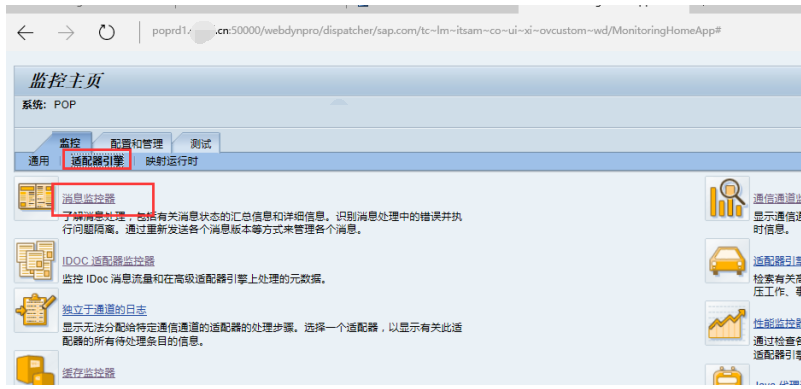 poprd1. .cn:50000/webdynpro/dispatcher/sap.com/tc~lm~itsam~co~ui~xi~ovcustom~wd/MonitoringHomeApp#
监控主页
系统: POP
监控 配置和管理 测试
通用 适配器引擎 映射运行时
消息监控器
了解消息处理，包括有关消息状态的汇总信息和详细信息。识别消息处理中的错误并执
行问题隔离。通过重新发送各个消息版本等方式来管理各个消息。
IDOC 适配器监控器
监控 IDoc 消息流量和在高级适配器引擎上处理的元数据。
独立于通道的日志
显示无法分配给特定通信通道的适配器的处理步骤。选择一个适配器，以显示有关此适
配器的所有待处理条目的信息。
缓存监控器
通信通道监
显示通信通
时信息。
适配器引擎
检索有关高
压工作、事
性能监控器
通过检查各
适配器引擎
Java 代理